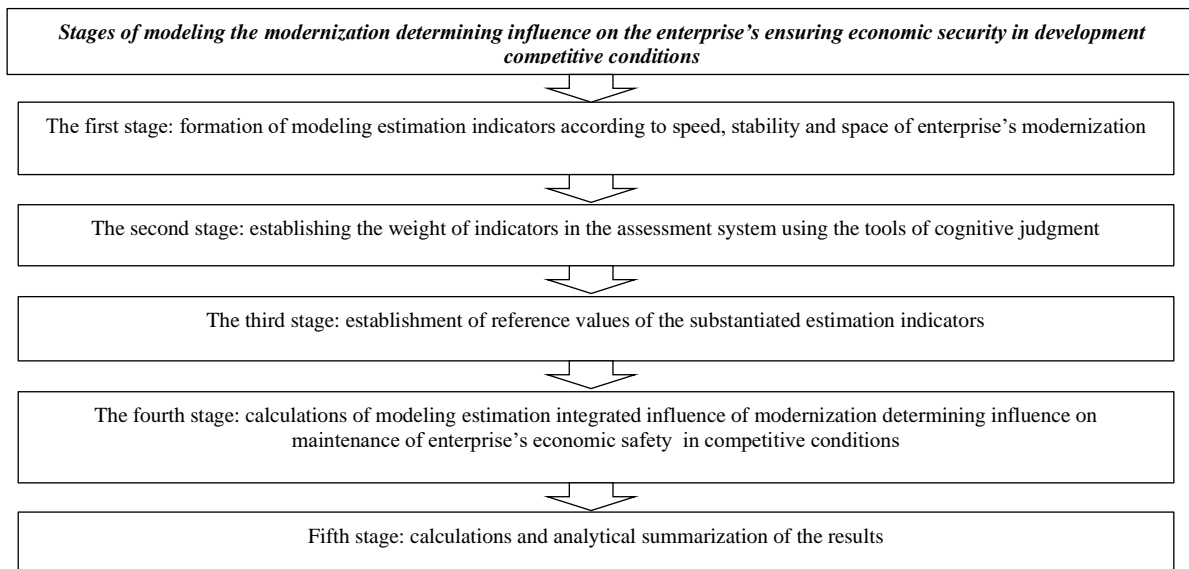 Stages of modeling the modernization determining influence on the enterprise's ensuring economic security in development
competitive conditions
The first stage: formation of modeling estimation indicators according to speed, stability and space of enterprise's modernization
The second stage: establishing the weight of indicators in the assessment system using the tools of cognitive judgment
The third stage: establishment of reference values of the substantiated estimation indicators
The fourth stage: calculations of modeling estimation integrated influence of modernization determining influence on
maintenance of enterprise's economic safety in competitive conditions
Fifth stage: calculations and analytical summarization of the results